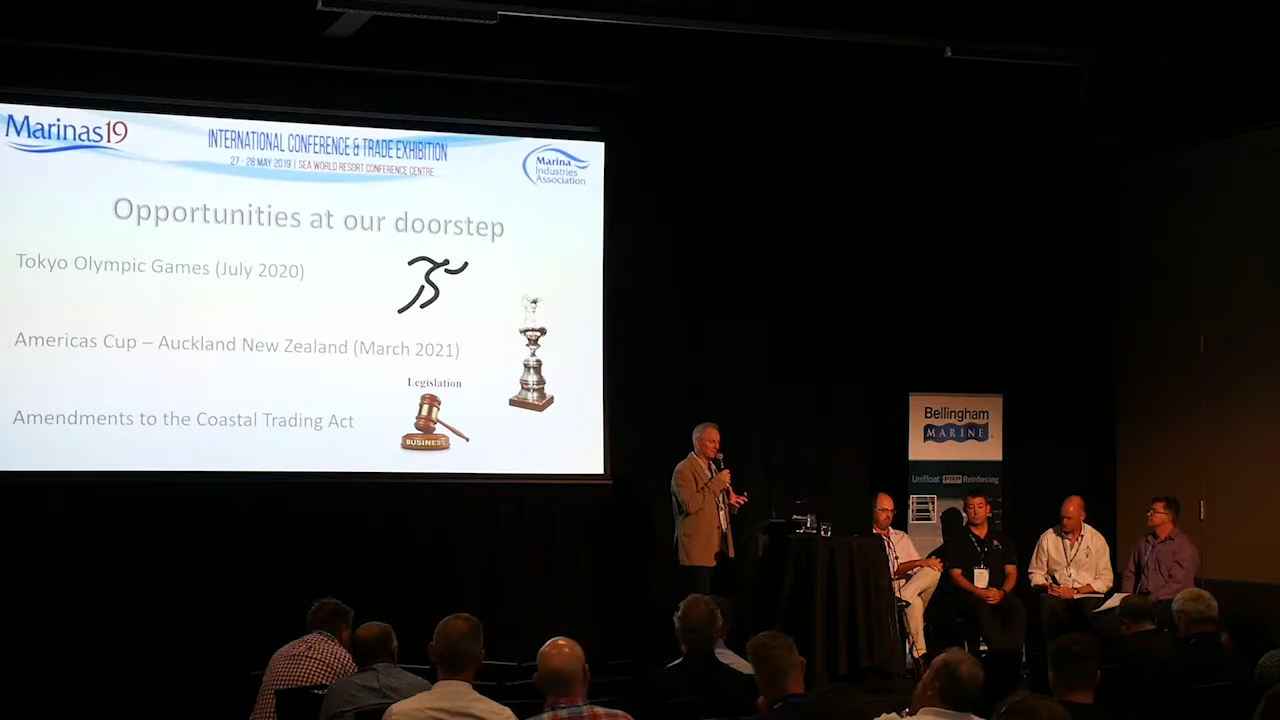 Marinas19
INTERNATIONAL CONFERENCE & TRADE EXHIBITION
27 - 28 MAY 2019 | SEA WORLD RESORT CONFERENCE CENTRE
Marina
Industries
Association
Opportunities at our doorstep
Tokyo Olympic Games (July 2020)
Americas Cup – Auckland New Zealand (March 2021)
Legislation
Amendments to the Coastal Trading Act
BUSINESS
Bellingham
MARINE
Unifloat FRP Reinforcing